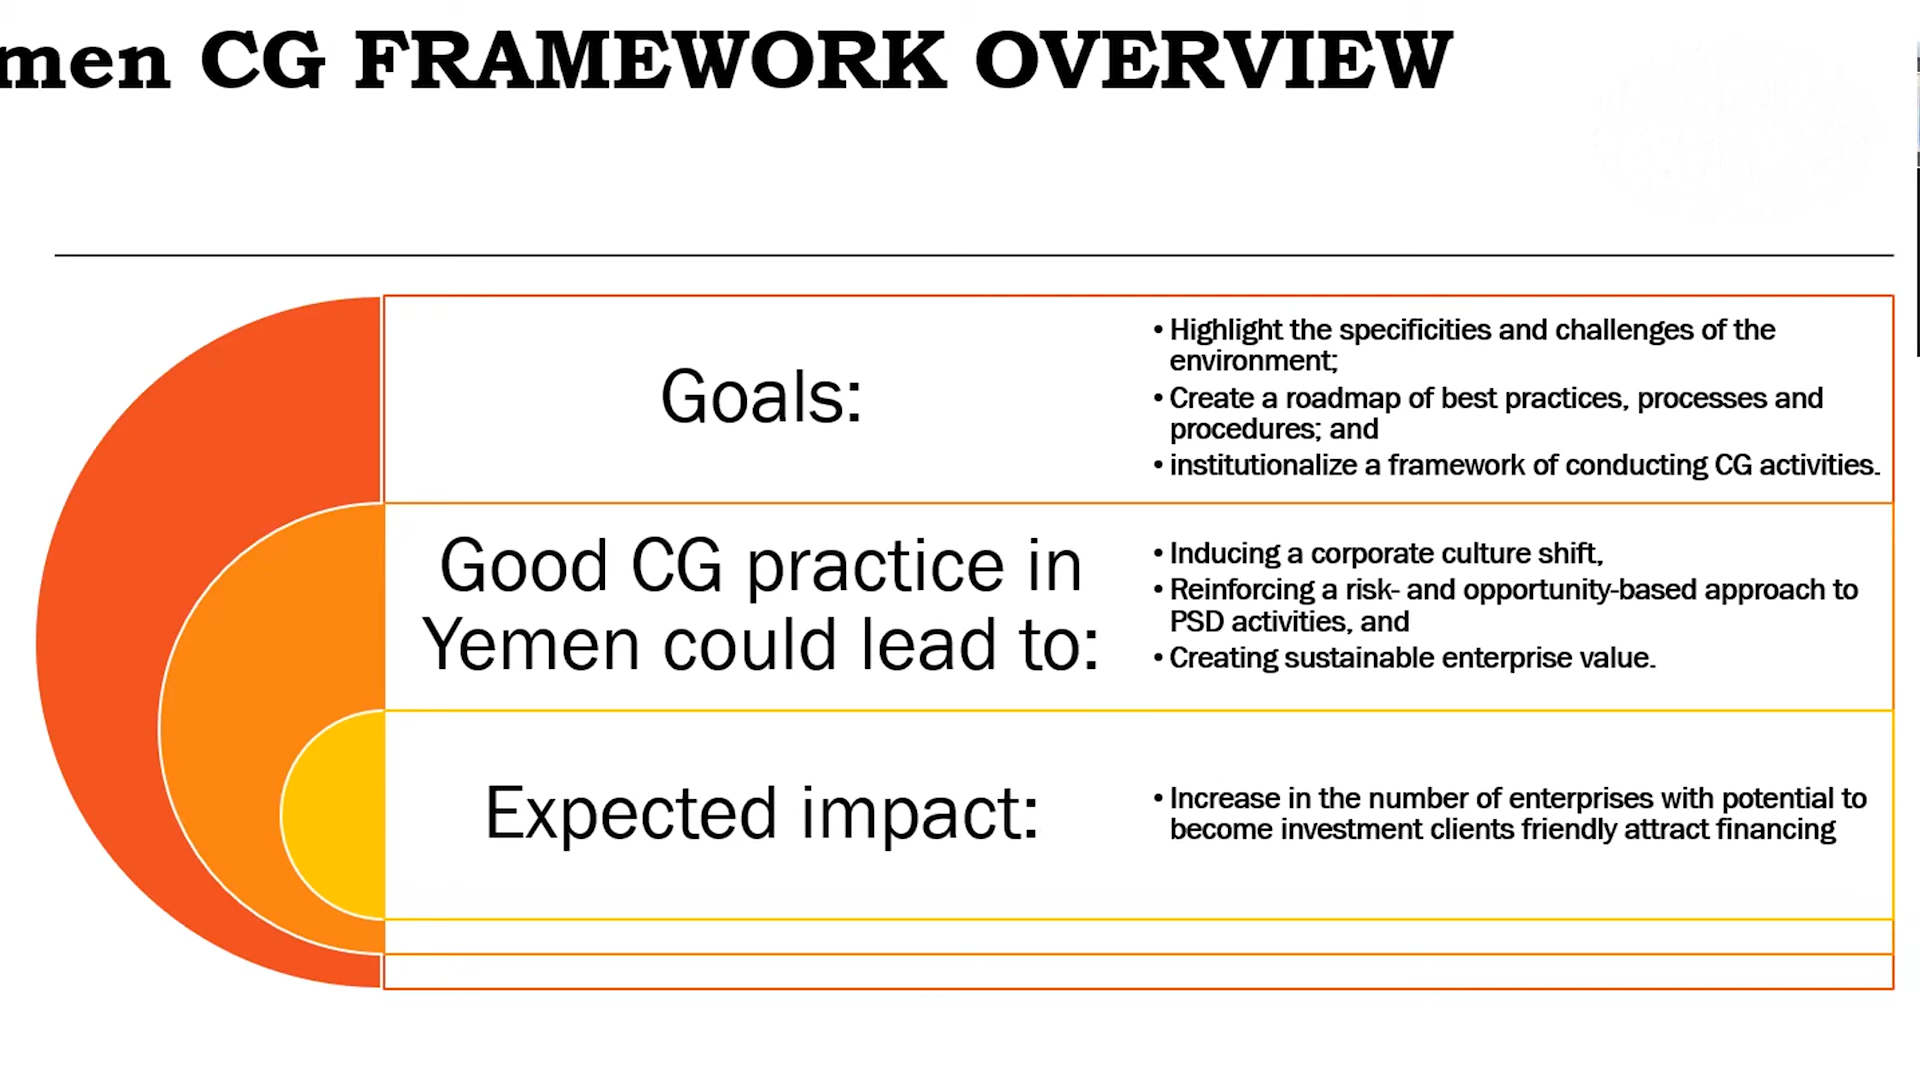 men CG FRAMEWORK OVERVIEW
Goals:
• Highlight the specificities and challenges of the
environment;
• Create a roadmap of best practices, processes and
procedures; and
• institutionalize a framework of conducting CG activities.
Good CG practice in
Yemen could lead to:
• Inducing a corporate culture shift,
• Reinforcing a risk- and opportunity-based approach to
PSD activities, and
• Creating sustainable enterprise value.
Expected impact:
• Increase in the number of enterprises with potential to
become investment clients friendly attract financing